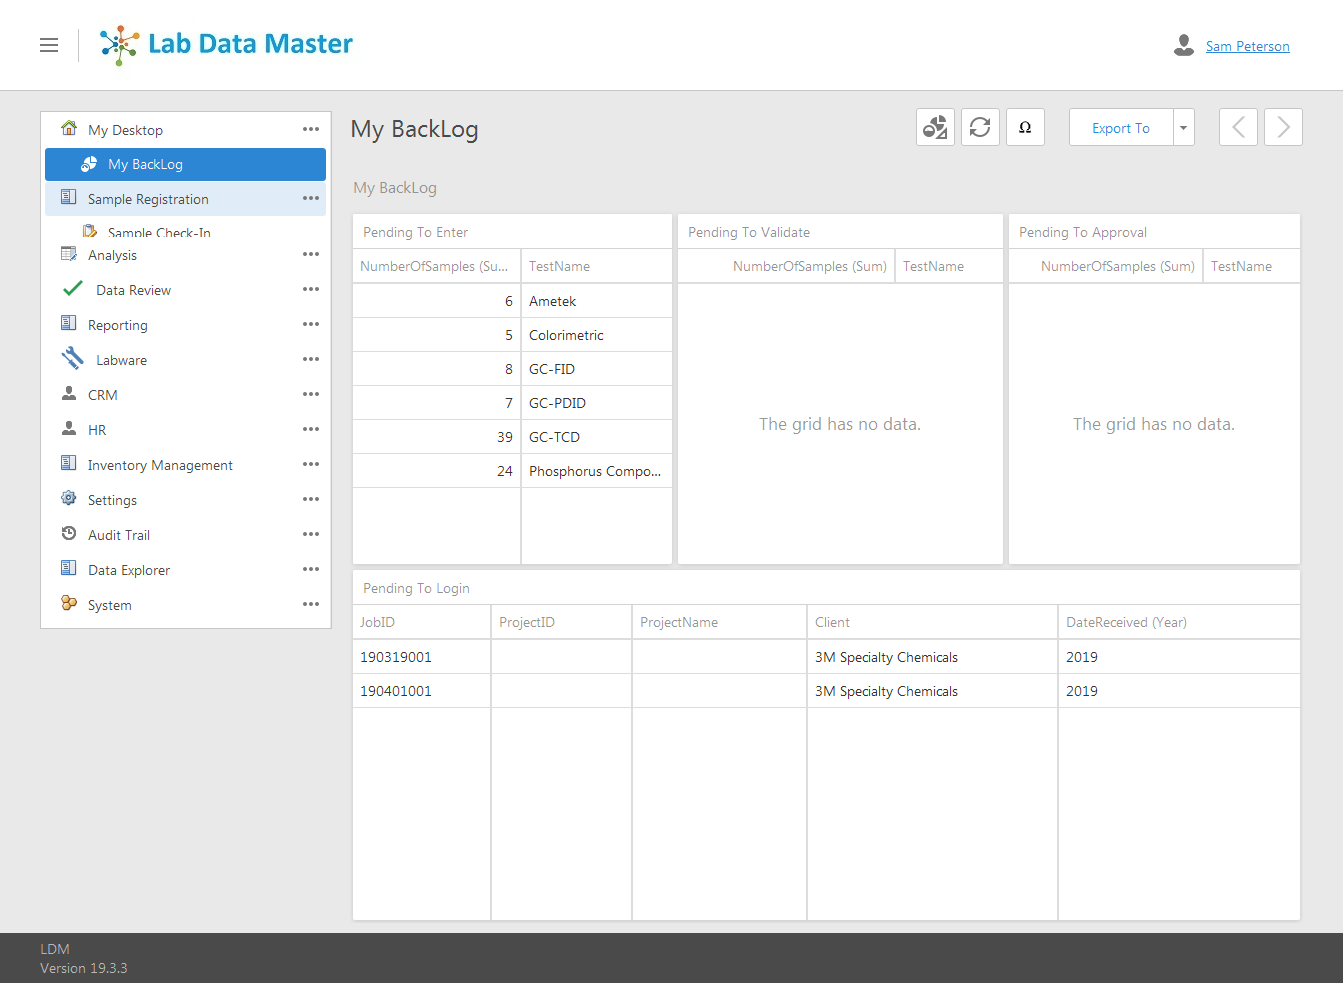 Lab Data Master
Sam Peterson
My Desktop
My BackLog
Sample Registration
Sample Check-In
Analysis
Data Review
Reporting
Labware
CRM
HR
Inventory Management
Settings
Audit Trail
Data Explorer
System
My BackLog
Ω
Export To
My BackLog
Pending To Enter
NumberOfSamples (Su... TestName
6 Ametek
5 Colorimetric
8 GC-FID
7 GC-PDID
39 GC-TCD
24 Phosphorus Compo...
Pending To Validate
NumberOfSamples (Sum) TestName
The grid has no data.
Pending To Approval
NumberOfSamples (Sum) TestName
The grid has no data.
Pending To Login
JobID ProjectID ProjectName Client DateReceived (Year)
190319001 3M Specialty Chemicals 2019
190401001 3M Specialty Chemicals 2019
LDM
Version 19.3.3